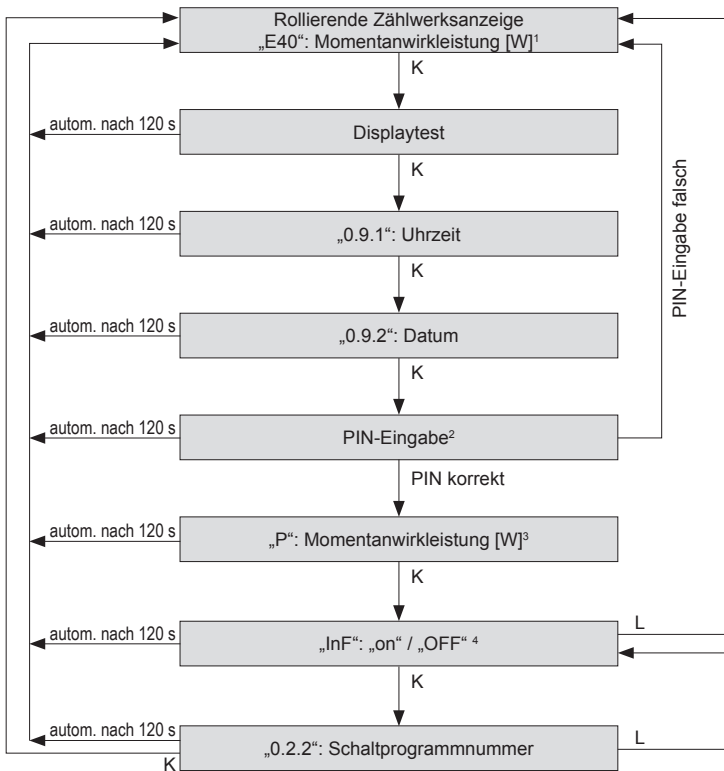 Rollierende Zählwerksanzeige
„E40“: Momentanwirkleistung [W]¹
K
autom. nach 120 s
Displaytest
K
autom. nach 120 s
„0.9.1“: Uhrzeit
K
PIN-Eingabe falsch
autom. nach 120 s
„0.9.2“: Datum
K
autom. nach 120 s
PIN-Eingabe²
PIN korrekt
autom. nach 120 s
„P“: Momentanwirkleistung [W]³
K
autom. nach 120 s
„InF“: „on“ / „OFF“ ⁴
L
K
autom. nach 120 s
„0.2.2“: Schaltprogrammnummer
L
K